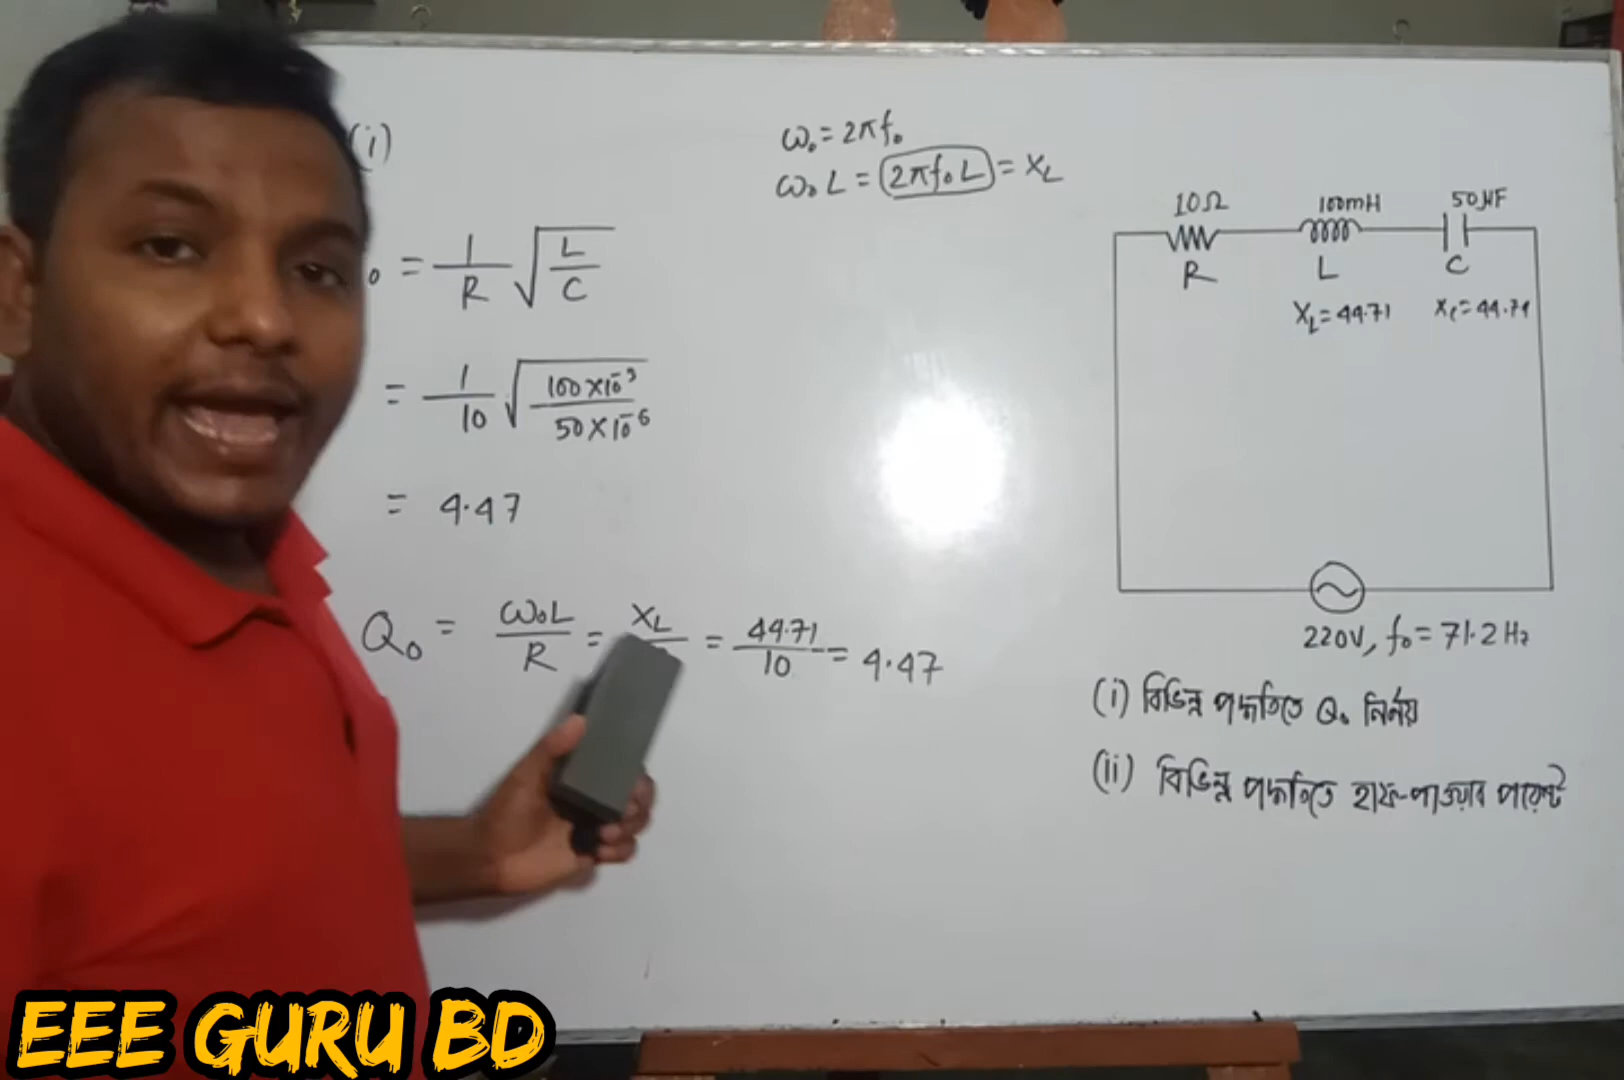 (i)
ω₀ = 2πf₀
ω₀L = 2πf₀L = X_L
₀ = 1/R √(L/C)
= 1/10 √(100×10⁻³ / 50×10⁻⁶)
= 4.47
Q₀ = ω₀L/R = X_L = 44.71/10 = 4.47
10Ω 100mH 50μF
R L C
X_L = 44.71 X_C = 44.71
220V, f₀ = 71.2 Hz
(i) বিভিন্ন পদ্ধতিতে Q₀ নির্নয়
(ii) বিভিন্ন পদ্ধতিতে হাফ-পাওয়ার পয়েন্ট
EEE GURU BD